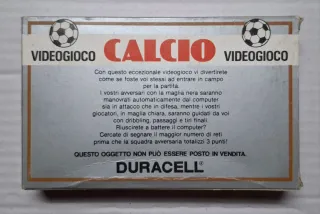 VIDEOGIOCO CALCIO VIDEOGIOCO
Con questo eccezionale videogioco vi divertirete
come se foste voi stessi ad entrare in campo
per la partita.
I vostri avversari con la maglia nera saranno
manovrati automaticamente dal computer
sia in attacco che in difesa, mentre i vostri
giocatori, in maglia chiara, saranno guidati da voi
con dribbling, passaggi e tiri finali
Riuscirete a battere il computer?
Cercate di segnare il maggior numero di reti
prima che la squadra avversaria totalizzi 3 punti!
QUESTO OGGETTO NON PUÒ ESSERE POSTO IN VENDITA.
DURACELL®